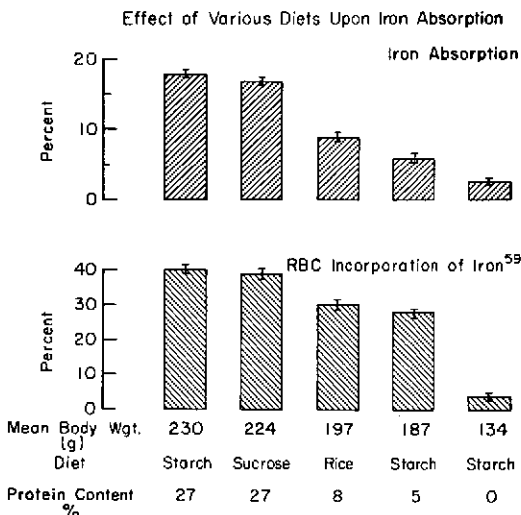 Effect of Various Diets Upon Iron Absorption
Iron Absorption
20
10
0
Percent
RBC Incorporation of Iron⁵⁹
40
30
20
10
0
Percent
Mean Body Wgt. (g) 230 224 197 187 134
Diet Starch Sucrose Rice Starch Starch
Protein Content % 27 27 8 5 0